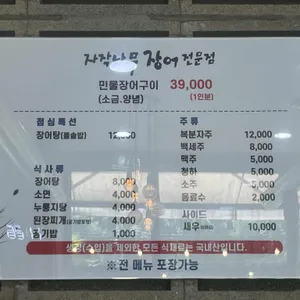 자작나무 장어 전문점
민물장어구이 39,000
(소금.양념) (1인분)
점심특선
장어탕(돌솥밥) 12,000
식사류
장어탕 8,000
소면 4,000
누룽지탕 4,000
된장찌개 4,000
공기밥 1,000
주류
복분자주 12,000
백세주 8,000
맥주 5,000
청하 5,000
소주 5,000
음료수 2,000
사이드
새우 10,000
생강(수입)을 제외한 모든 식재료는 국내산입니다.
※전 메뉴 포장가능